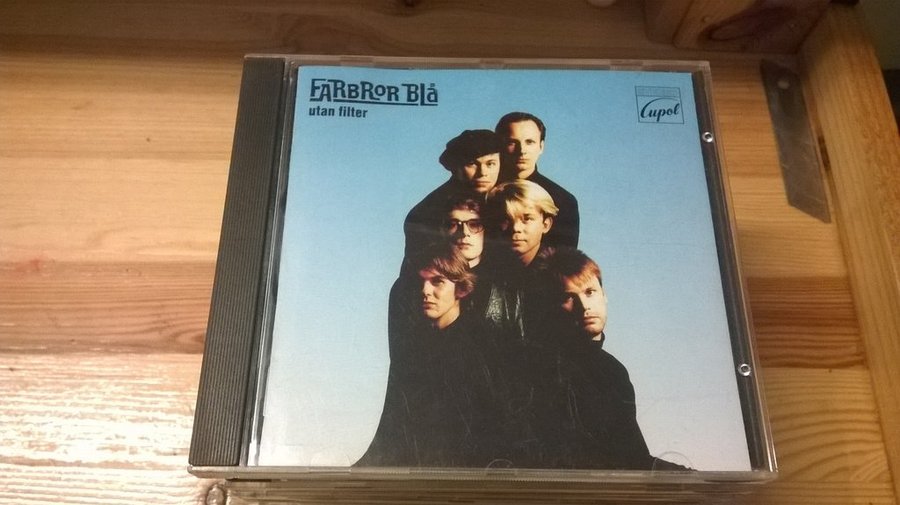 FARBROR BLÅ
utan filter
Cupol